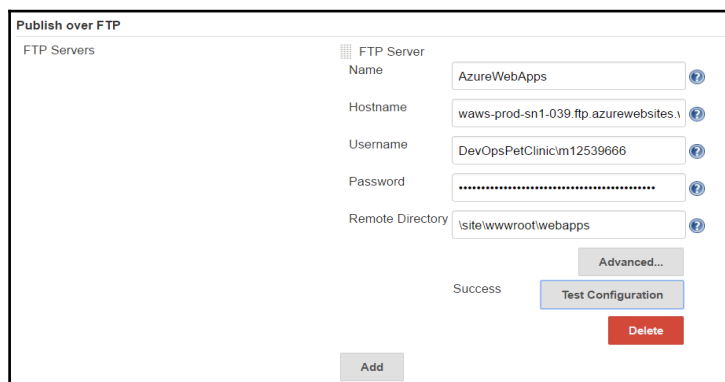 Publish over FTP
FTP Servers
FTP Server
Name
AzureWebApps
Hostname
waws-prod-sn1-039.ftp.azurewebsites.v
Username
DevOpsPetClinic\m12539666
Password
••••••••••••••••••••••••••••••••••••••••••••
Remote Directory
\site\wwwroot\webapps
Advanced...
Success
Test Configuration
Delete
Add